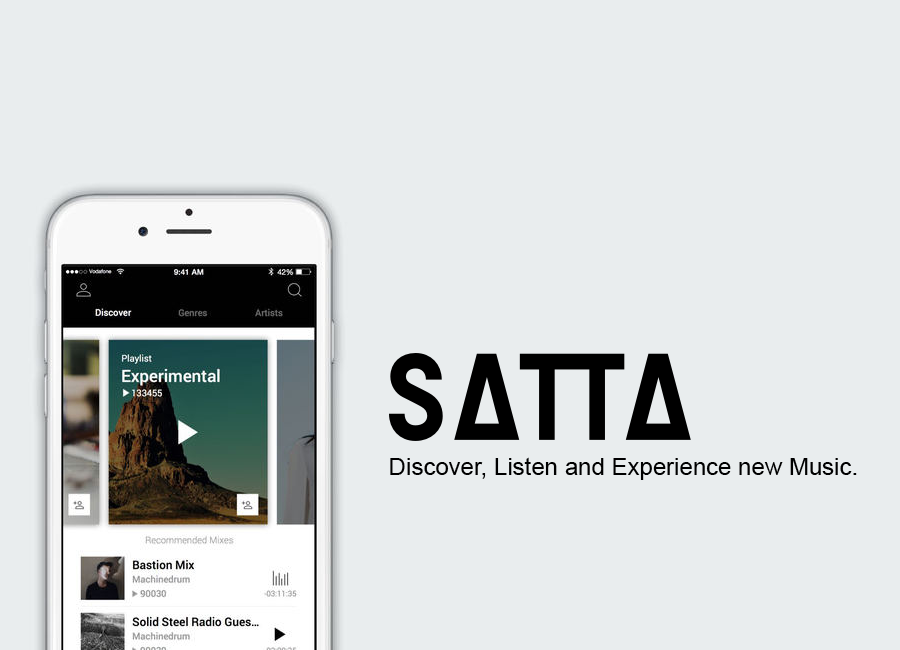 Vodafone 9:41 AM 42%
Discover Genres Artists
Playlist
Experimental
133455
Recommended Mixes
Bastion Mix
Machinedrum
90030
-03:11:35
Solid Steel Radio Gues...
Machinedrum
SATTA
Discover, Listen and Experience new Music.